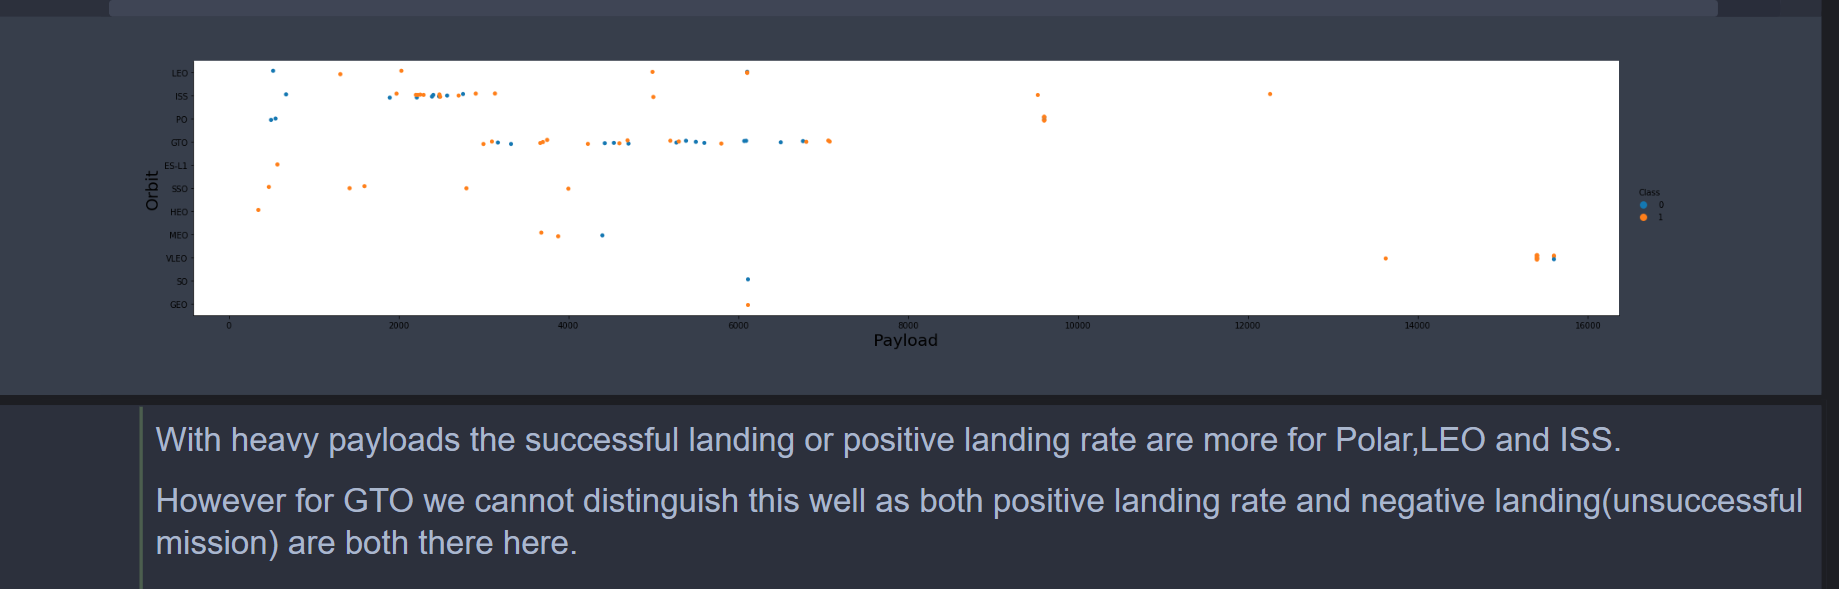 LEO
ISS
PO
GTO
ES-L1
SSO
HEO
MEO
VLEO
SO
GEO
Orbit
0 2000 4000 6000 8000 10000 12000 14000 16000
Payload
Class
0
1
With heavy payloads the successful landing or positive landing rate are more for Polar,LEO and ISS.
However for GTO we cannot distinguish this well as both positive landing rate and negative landing(unsuccessful
mission) are both there here.